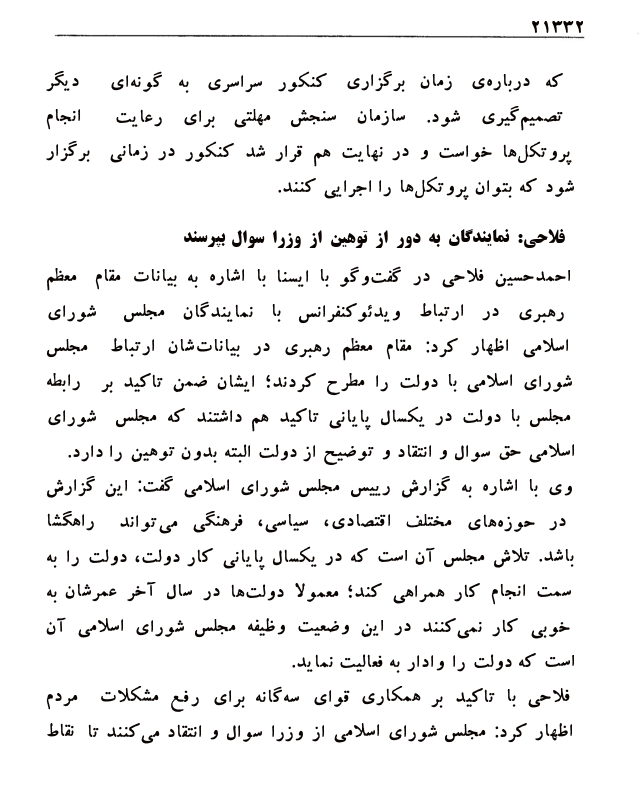 ۲۱۳۳۲
که درباره‌ی زمان برگزاری کنکور سراسری به گونه‌ای دیگر
تصمیم‌گیری شود. سازمان سنجش مهلتی برای رعایت انجام
پروتکل‌ها خواست و در نهایت هم قرار شد کنکور در زمانی برگزار
شود که بتوان پروتکل‌ها را اجرایی کنند.
فلاحی: نمایندگان به دور از توهین از وزرا سوال بپرسند
احمدحسین فلاحی در گفت‌وگو با ایسنا با اشاره به بیانات مقام معظم
رهبری در ارتباط ویدئوکنفرانس با نمایندگان مجلس شورای
اسلامی اظهار کرد: مقام معظم رهبری در بیانات‌شان ارتباط مجلس
شورای اسلامی با دولت را مطرح کردند؛ ایشان ضمن تاکید بر رابطه
مجلس با دولت در یکسال پایانی تاکید هم داشتند که مجلس شورای
اسلامی حق سوال و انتقاد و توضیح از دولت البته بدون توهین را دارد.
وی با اشاره به گزارش رییس مجلس شورای اسلامی گفت: این گزارش
در حوزه‌های مختلف اقتصادی، سیاسی، فرهنگی می‌تواند راهگشا
باشد. تلاش مجلس آن است که در یکسال پایانی کار دولت، دولت را به
سمت انجام کار همراهی کند؛ معمولا دولت‌ها در سال آخر عمرشان به
خوبی کار نمی‌کنند در این وضعیت وظیفه مجلس شورای اسلامی آن
است که دولت را وادار به فعالیت نماید.
فلاحی با تاکید بر همکاری قوای سه‌گانه برای رفع مشکلات مردم
اظهار کرد: مجلس شورای اسلامی از وزرا سوال و انتقاد می‌کنند تا نقاط